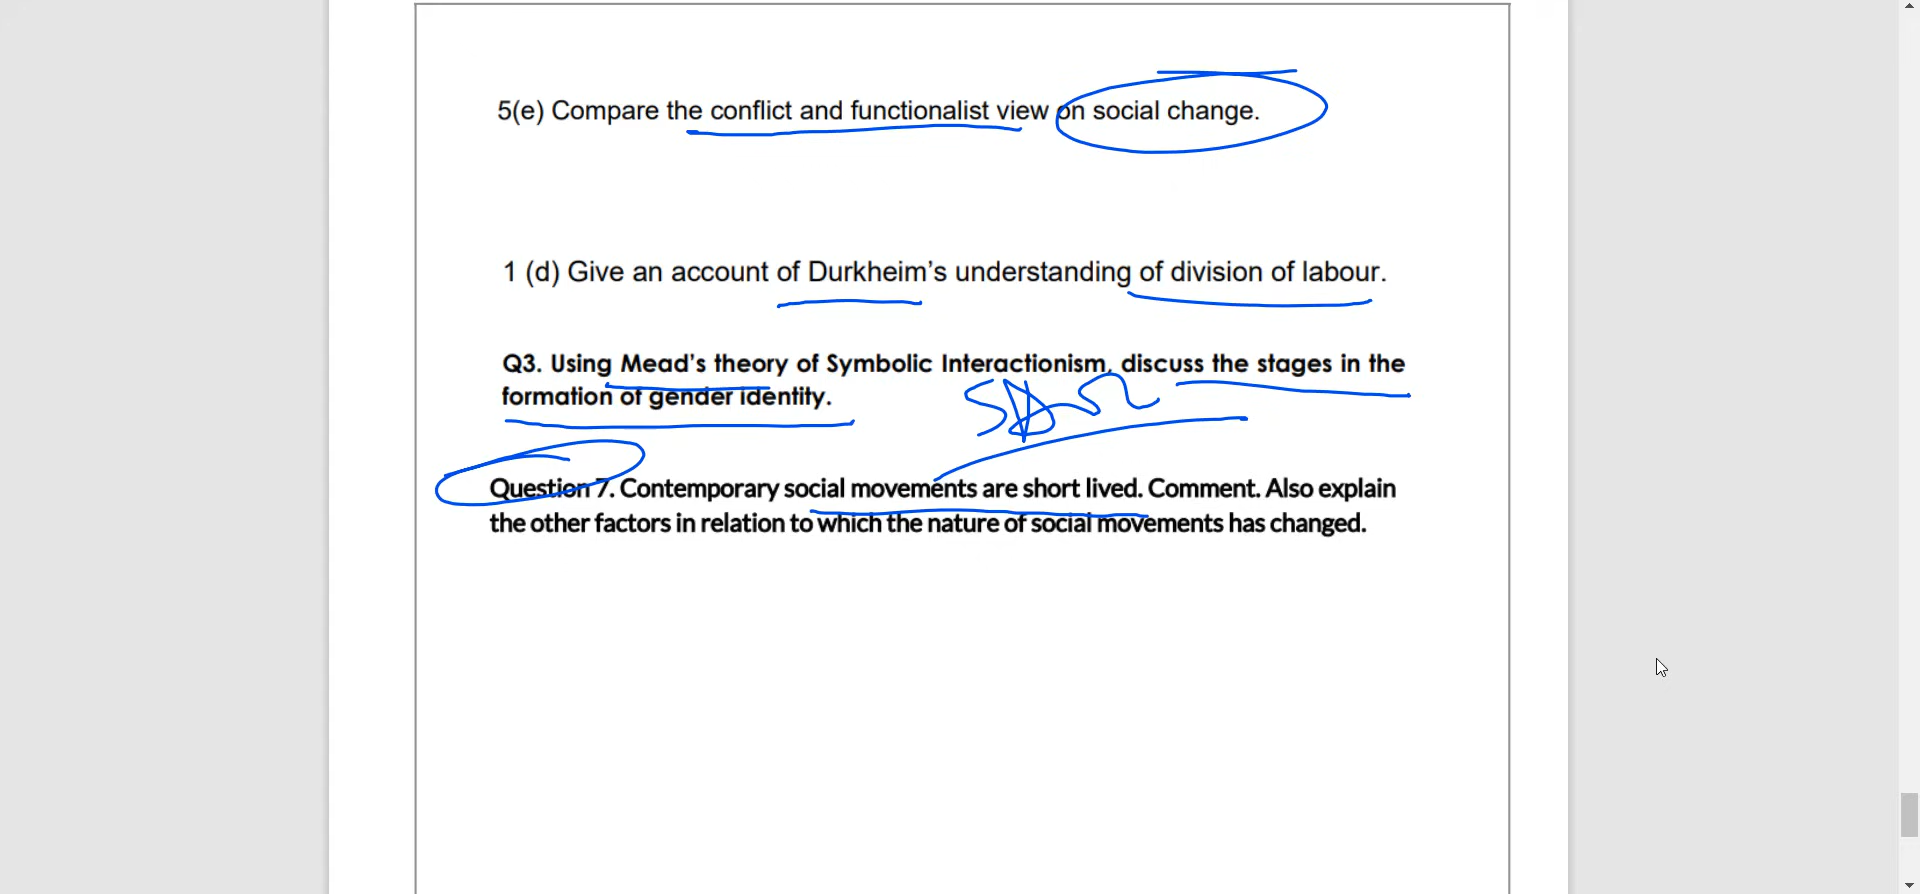 5(e) Compare the conflict and functionalist view on social change.
1 (d) Give an account of Durkheim's understanding of division of labour.
Q3. Using Mead's theory of Symbolic Interactionism, discuss the stages in the
formation of gender identity.
Question 7. Contemporary social movements are short lived. Comment. Also explain
the other factors in relation to which the nature of social movements has changed.